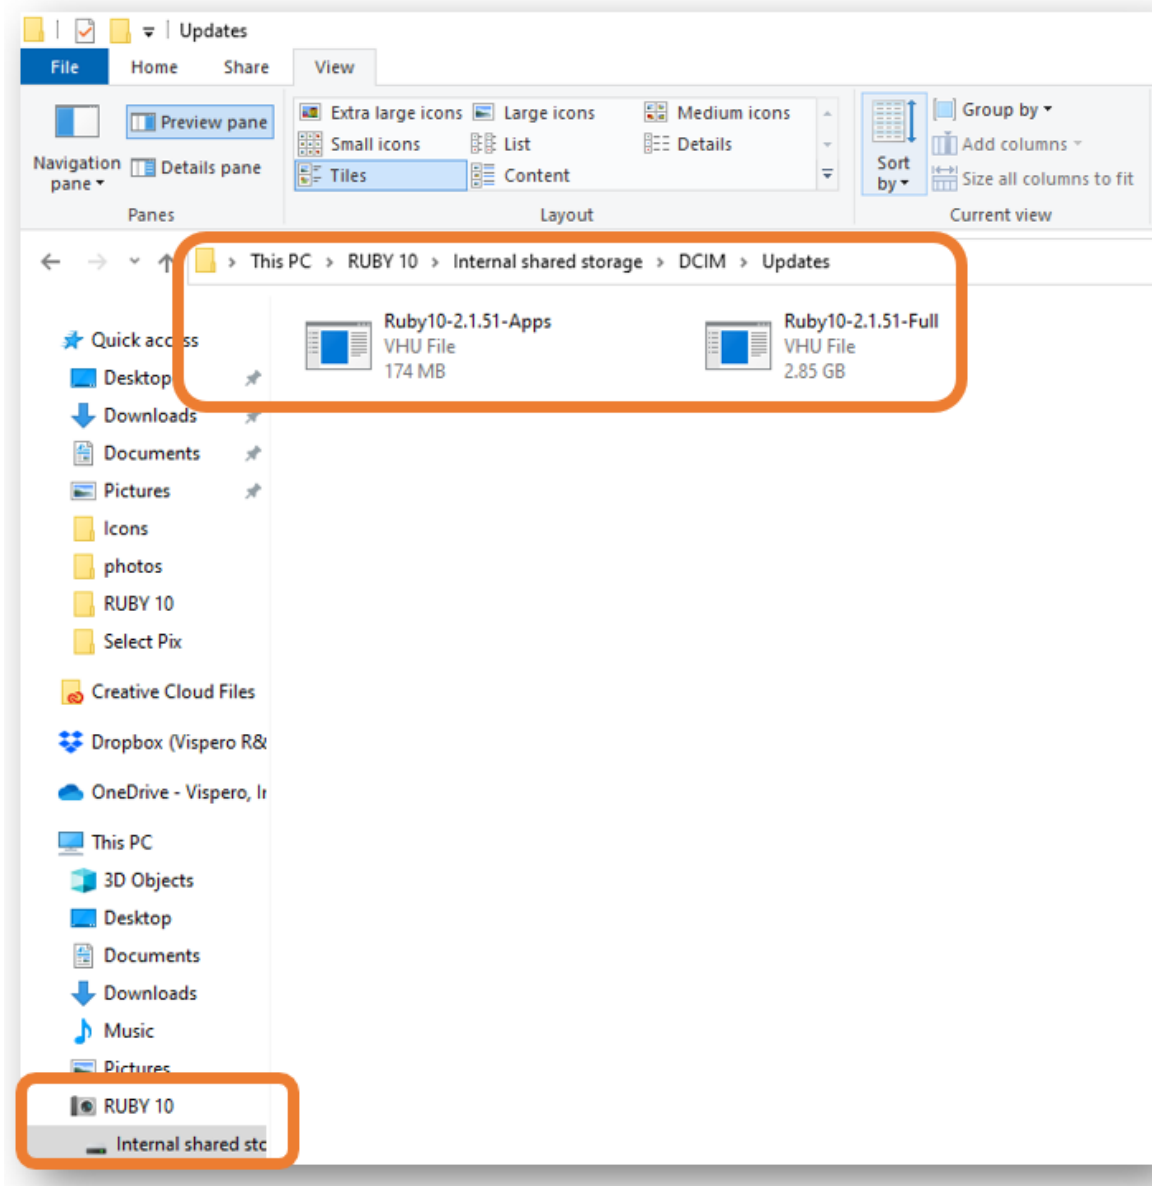 Updates
File Home Share View
Navigation pane
Preview pane
Details pane
Panes
Extra large icons Large icons Medium icons
Small icons List Details
Tiles Content
Layout
Sort by
Group by
Add columns
Size all columns to fit
Current view
This PC > RUBY 10 > Internal shared storage > DCIM > Updates
Ruby10-2.1.51-Apps
VHU File
174 MB
Ruby10-2.1.51-Full
VHU File
2.85 GB
Quick access
Desktop
Downloads
Documents
Pictures
Icons
photos
RUBY 10
Select Pix
Creative Cloud Files
Dropbox (Vispero R&
OneDrive - Vispero, Ir
This PC
3D Objects
Desktop
Documents
Downloads
Music
Pictures
RUBY 10
Internal shared stc